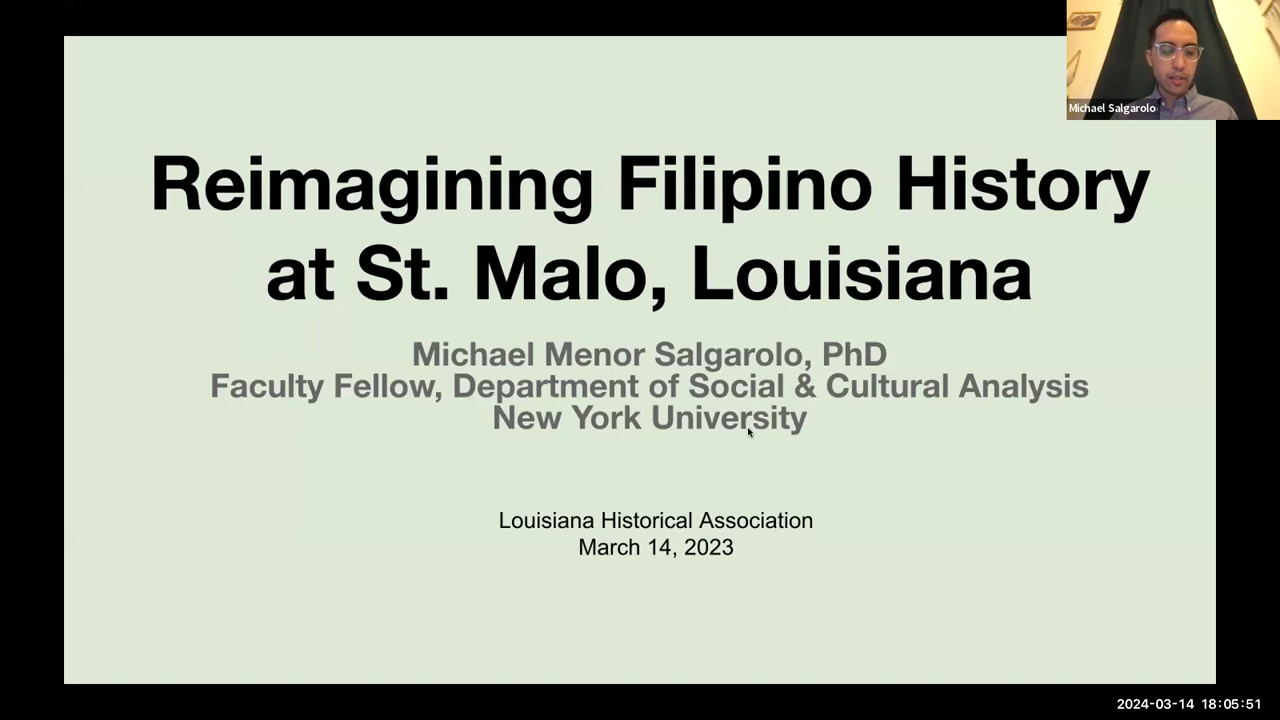 Michael Salgarolo
Reimagining Filipino History
at St. Malo, Louisiana
Michael Menor Salgarolo, PhD
Faculty Fellow, Department of Social & Cultural Analysis
New York University
Louisiana Historical Association
March 14, 2023
2024-03-14 18:05:51